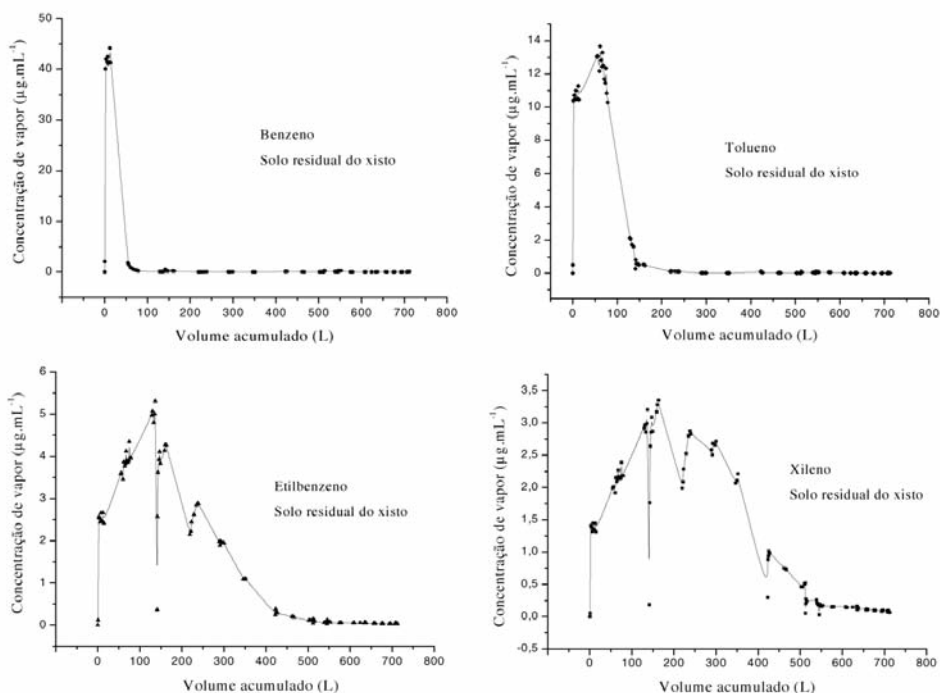 Concentração de vapor (µg.mL⁻¹)
50
40
30
20
10
0
Benzeno
Solo residual do xisto
0 100 200 300 400 500 600 700 800
Volume acumulado (L)
Concentração de vapor (µg.mL⁻¹)
14
12
10
8
6
4
2
0
Tolueno
Solo residual do xisto
0 100 200 300 400 500 600 700 800
Volume acumulado (L)
Concentração de vapor (µg.mL⁻¹)
6
5
4
3
2
1
0
Etilbenzeno
Solo residual do xisto
0 100 200 300 400 500 600 700 800
Volume acumulado (L)
Concentração de vapor (µg.mL⁻¹)
3,5
3,0
2,5
2,0
1,5
1,0
0,5
0,0
-0,5
Xileno
Solo residual do xisto
0 100 200 300 400 500 600 700 800
Volume acumulado (L)